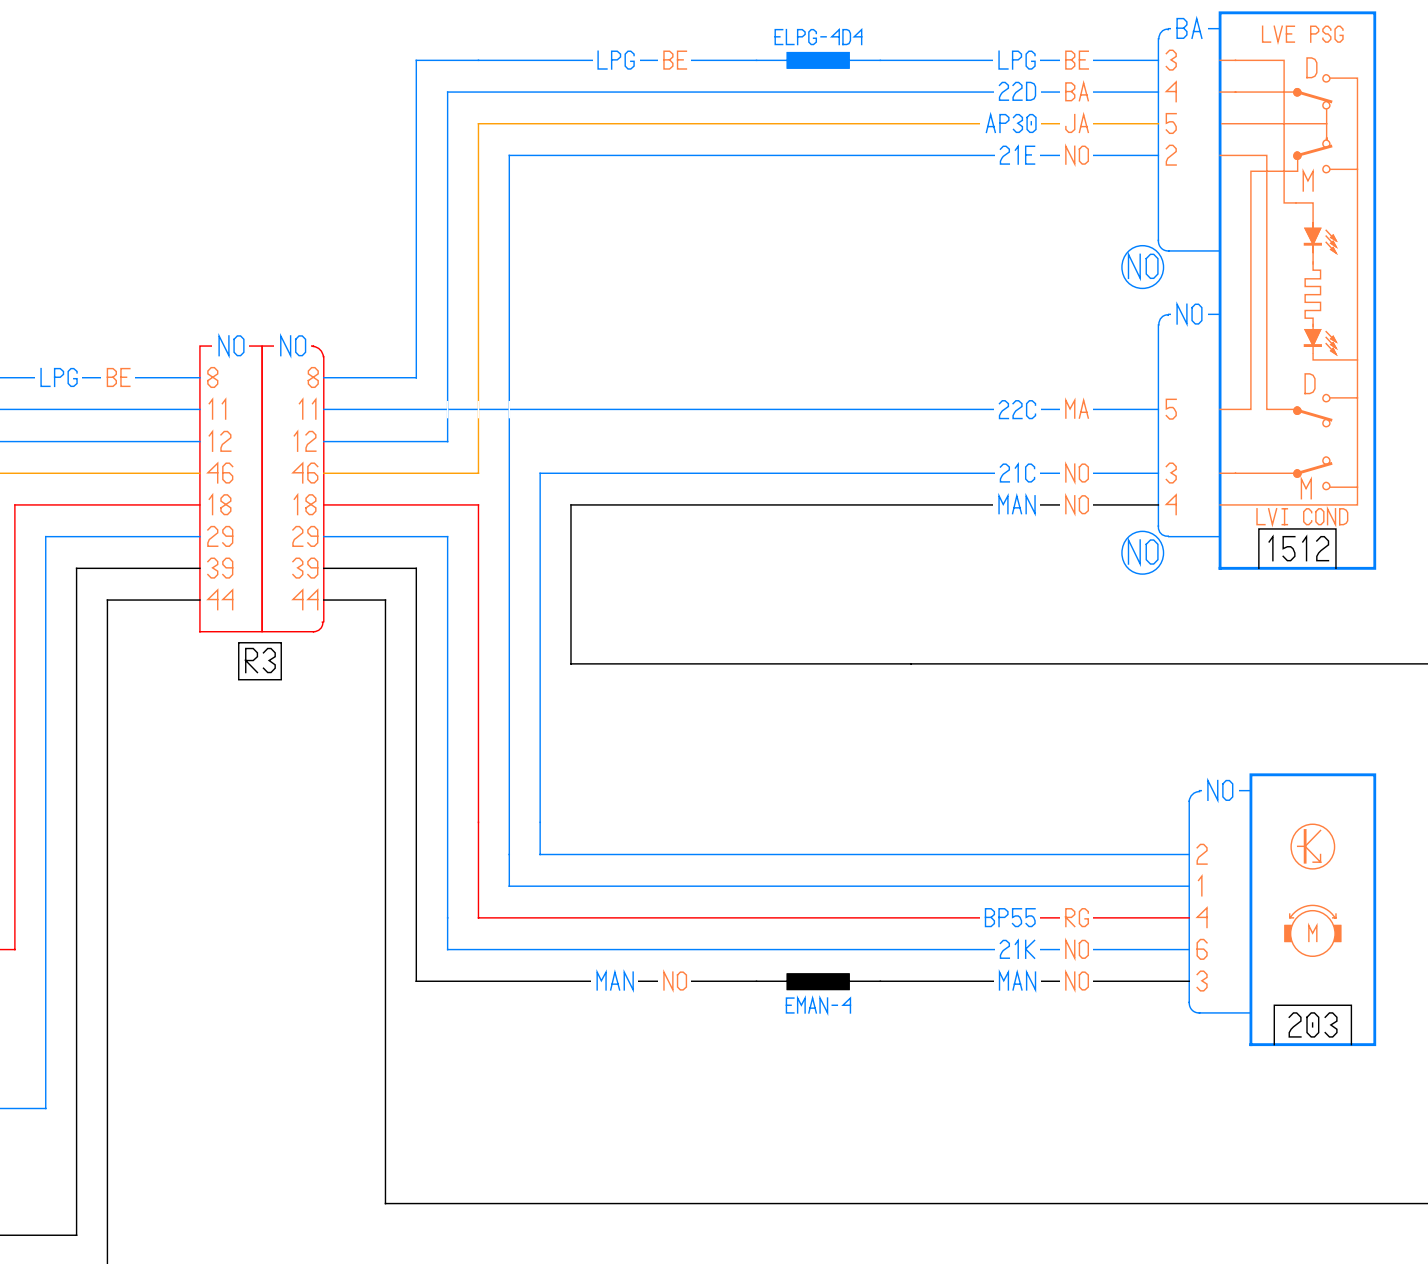 BA LVE PSG
ELPG-4D4
LPG BE LPG BE 3 D
22D BA 4
AP30 JA 5
21E NO 2
M
NO
NO
NO NO
LPG BE 8 8
11 11 22C MA 5 D
12 12
46 46 21C NO 3
18 18 MAN NO 4 M
LVI COND
29 29 NO 1512
39 39
44 44
R3
NO
2
1
BP55 RG 4
M
21K NO 6
MAN NO MAN NO 3
EMAN-4
203